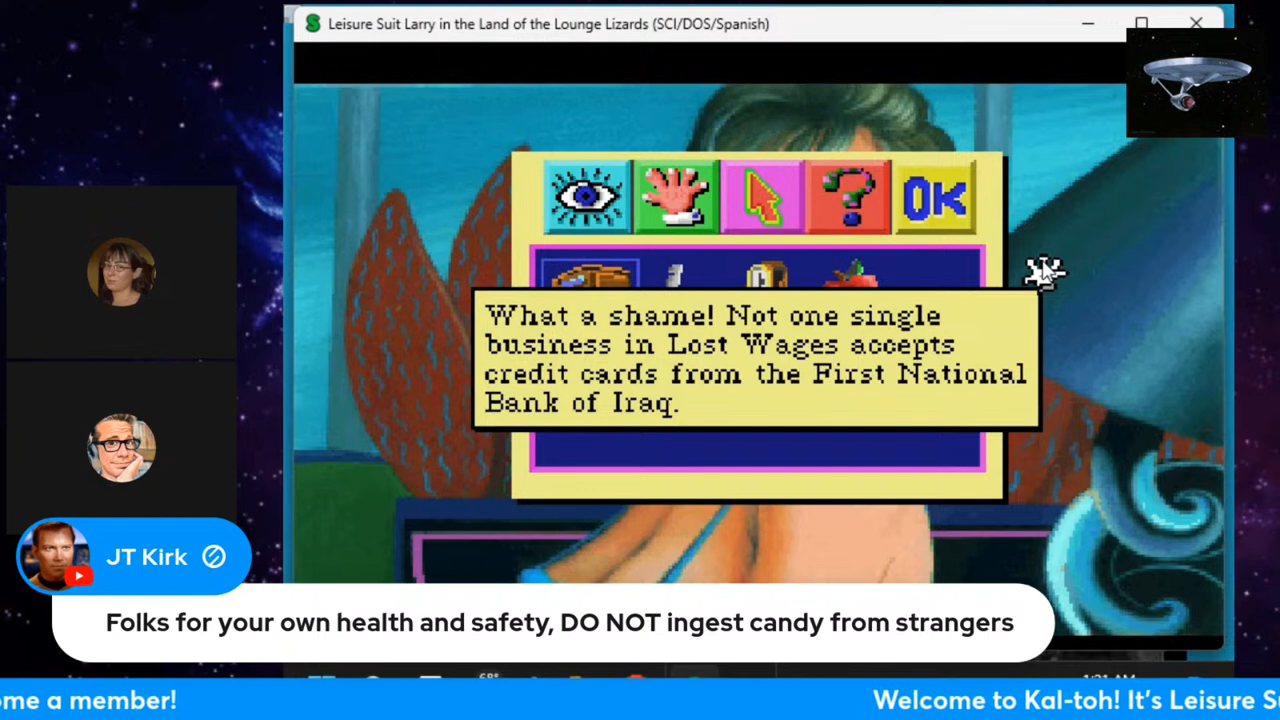 Leisure Suit Larry in the Land of the Lounge Lizards (SCI/DOS/Spanish)
OK
What a shame! Not one single
business in Lost Wages accepts
credit cards from the First National
Bank of Iraq.
JT Kirk
Folks for your own health and safety, DO NOT ingest candy from strangers
ome a member!
Welcome to Kal-toh! It's Leisure S